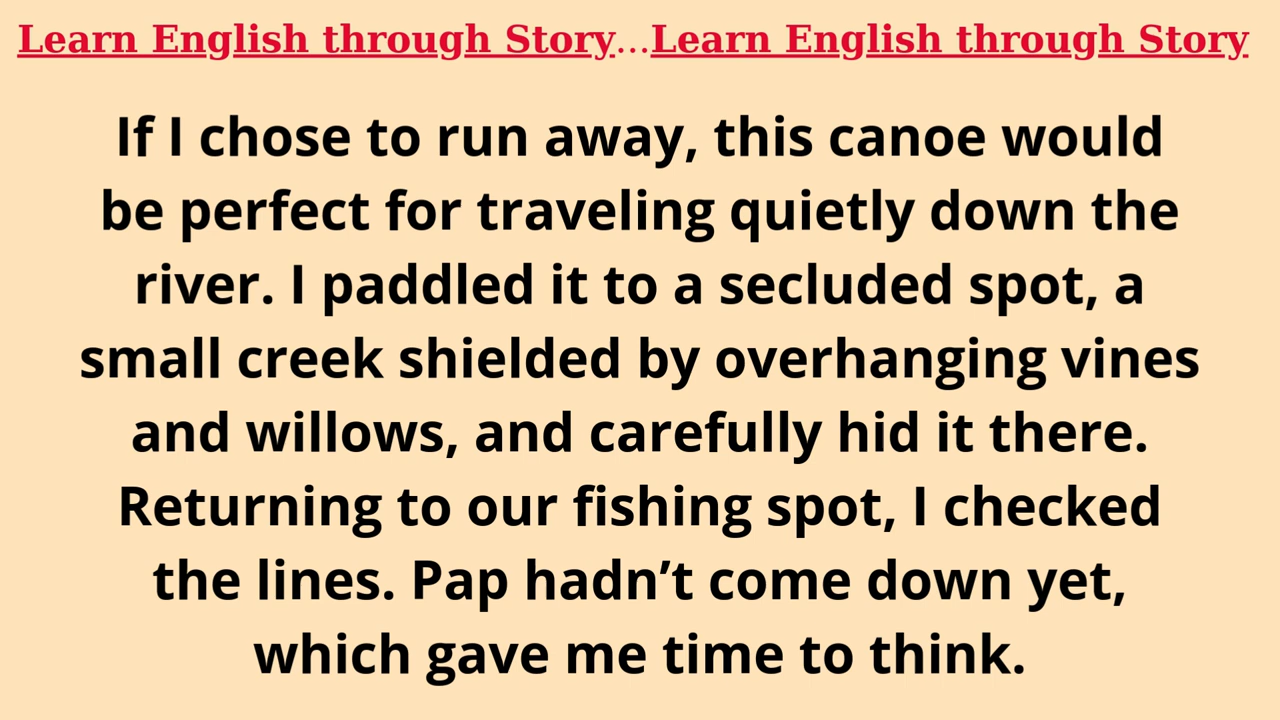 Learn English through Story...Learn English through Story
If I chose to run away, this canoe would
be perfect for traveling quietly down the
river. I paddled it to a secluded spot, a
small creek shielded by overhanging vines
and willows, and carefully hid it there.
Returning to our fishing spot, I checked
the lines. Pap hadn’t come down yet,
which gave me time to think.